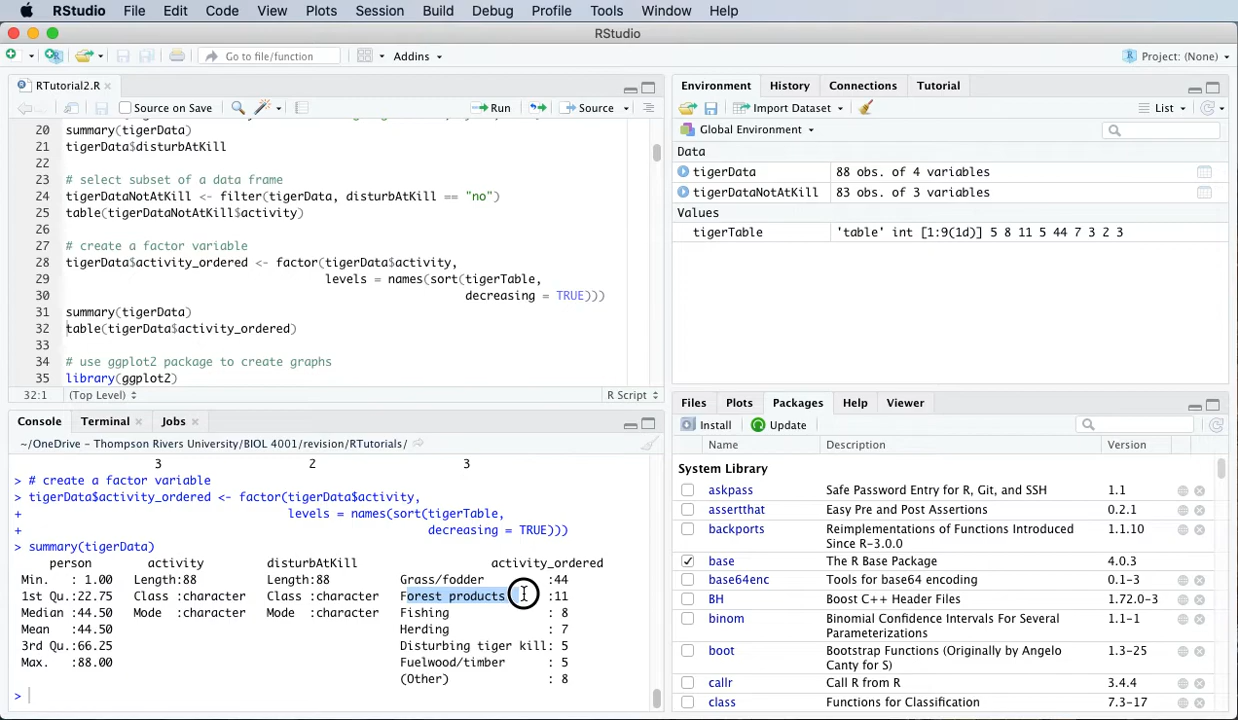 RStudio File Edit Code View Plots Session Build Debug Profile Tools Window Help
RStudio
Go to file/function Addins Project: (None)
RTutorial2.R
Source on Save Run Source
20 summary(tigerData)
21 tigerData$disturbAtKill
22
23 # select subset of a data frame
24 tigerDataNotAtKill <- filter(tigerData, disturbAtKill == "no")
25 table(tigerDataNotAtKill$activity)
26
27 # create a factor variable
28 tigerData$activity_ordered <- factor(tigerData$activity,
29 levels = names(sort(tigerTable,
30 decreasing = TRUE)))
31 summary(tigerData)
32 table(tigerData$activity_ordered)
33
34 # use ggplot2 package to create graphs
35 library(ggplot2)
32:1 (Top Level) R Script
Console Terminal Jobs
~/OneDrive - Thompson Rivers University/BIOL 4001/revision/RTutorials/
3 2 3
> # create a factor variable
> tigerData$activity_ordered <- factor(tigerData$activity,
+ levels = names(sort(tigerTable,
+ decreasing = TRUE)))
> summary(tigerData)
person activity disturbAtKill activity_ordered
Min. : 1.00 Length:88 Length:88 Grass/fodder :44
1st Qu.:22.75 Class :character Class :character Forest products :11
Median :44.50 Mode :character Mode :character Fishing : 8
Mean :44.50 Herding : 7
3rd Qu.:66.25 Disturbing tiger kill: 5
Max. :88.00 Fuelwood/timber : 5
(Other) : 8
>
Environment History Connections Tutorial
Import Dataset List
Global Environment
Data
tigerData 88 obs. of 4 variables
tigerDataNotAtKill 83 obs. of 3 variables
Values
tigerTable 'table' int [1:9(1d)] 5 8 11 5 44 7 3 2 3
Files Plots Packages Help Viewer
Install Update
Name Description Version
System Library
askpass Safe Password Entry for R, Git, and SSH 1.1
assertthat Easy Pre and Post Assertions 0.2.1
backports Reimplementations of Functions Introduced 1.1.10
Since R-3.0.0
base The R Base Package 4.0.3
base64enc Tools for base64 encoding 0.1-3
BH Boost C++ Header Files 1.72.0-3
binom Binomial Confidence Intervals For Several 1.1-1
Parameterizations
boot Bootstrap Functions (Originally by Angelo 1.3-25
Canty for S)
callr Call R from R 3.4.4
class Functions for Classification 7.3-17